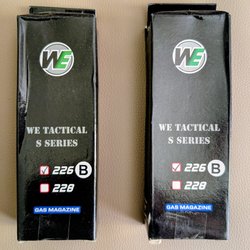 WE
WE TACTICAL
S SERIES
226 B
228
GAS MAGAZINE
WE
WE TACTICAL
S SERIES
226 B
228
GAS MAGAZINE